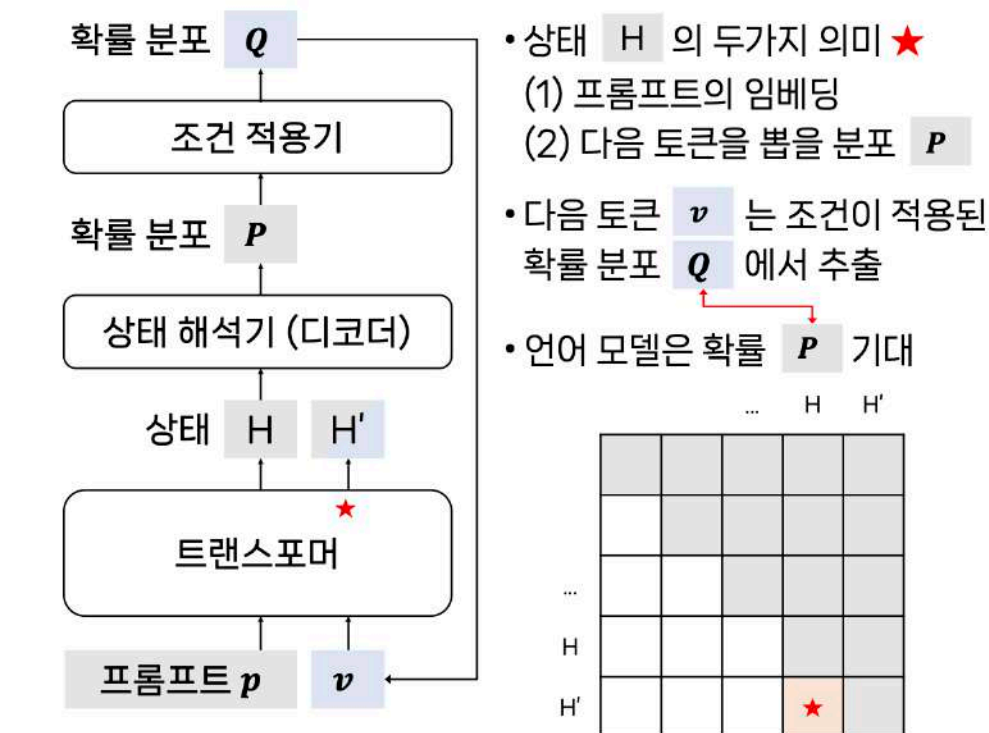 확률 분포 Q
조건 적용기
확률 분포 P
상태 해석기 (디코더)
상태 H H'
트랜스포머
프롬프트 p v
• 상태 H 의 두가지 의미 ★
(1) 프롬프트의 임베딩
(2) 다음 토큰을 뽑을 분포 P
• 다음 토큰 v 는 조건이 적용된
확률 분포 Q 에서 추출
• 언어 모델은 확률 P 기대
... H H'
...
H
H'